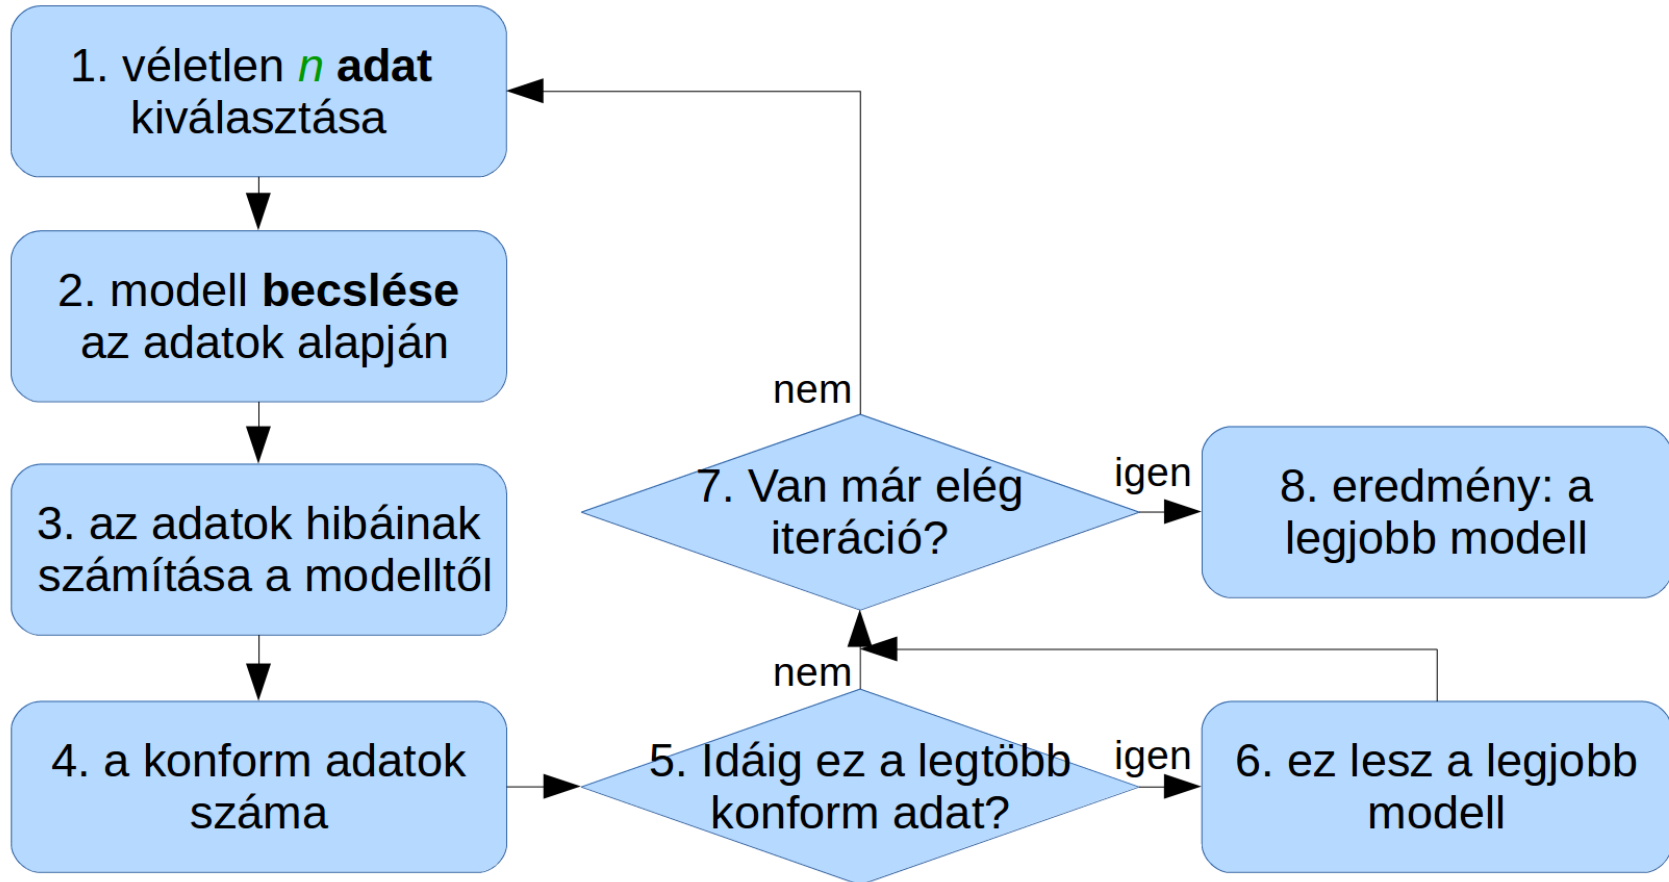 1. véletlen n adat
kiválasztása
2. modell becslése
az adatok alapján
3. az adatok hibáinak
számítása a modelltől
4. a konform adatok
száma
5. Idáig ez a legtöbb
konform adat?
igen
6. ez lesz a legjobb
modell
nem
7. Van már elég
iteráció?
igen
8. eredmény: a
legjobb modell
nem